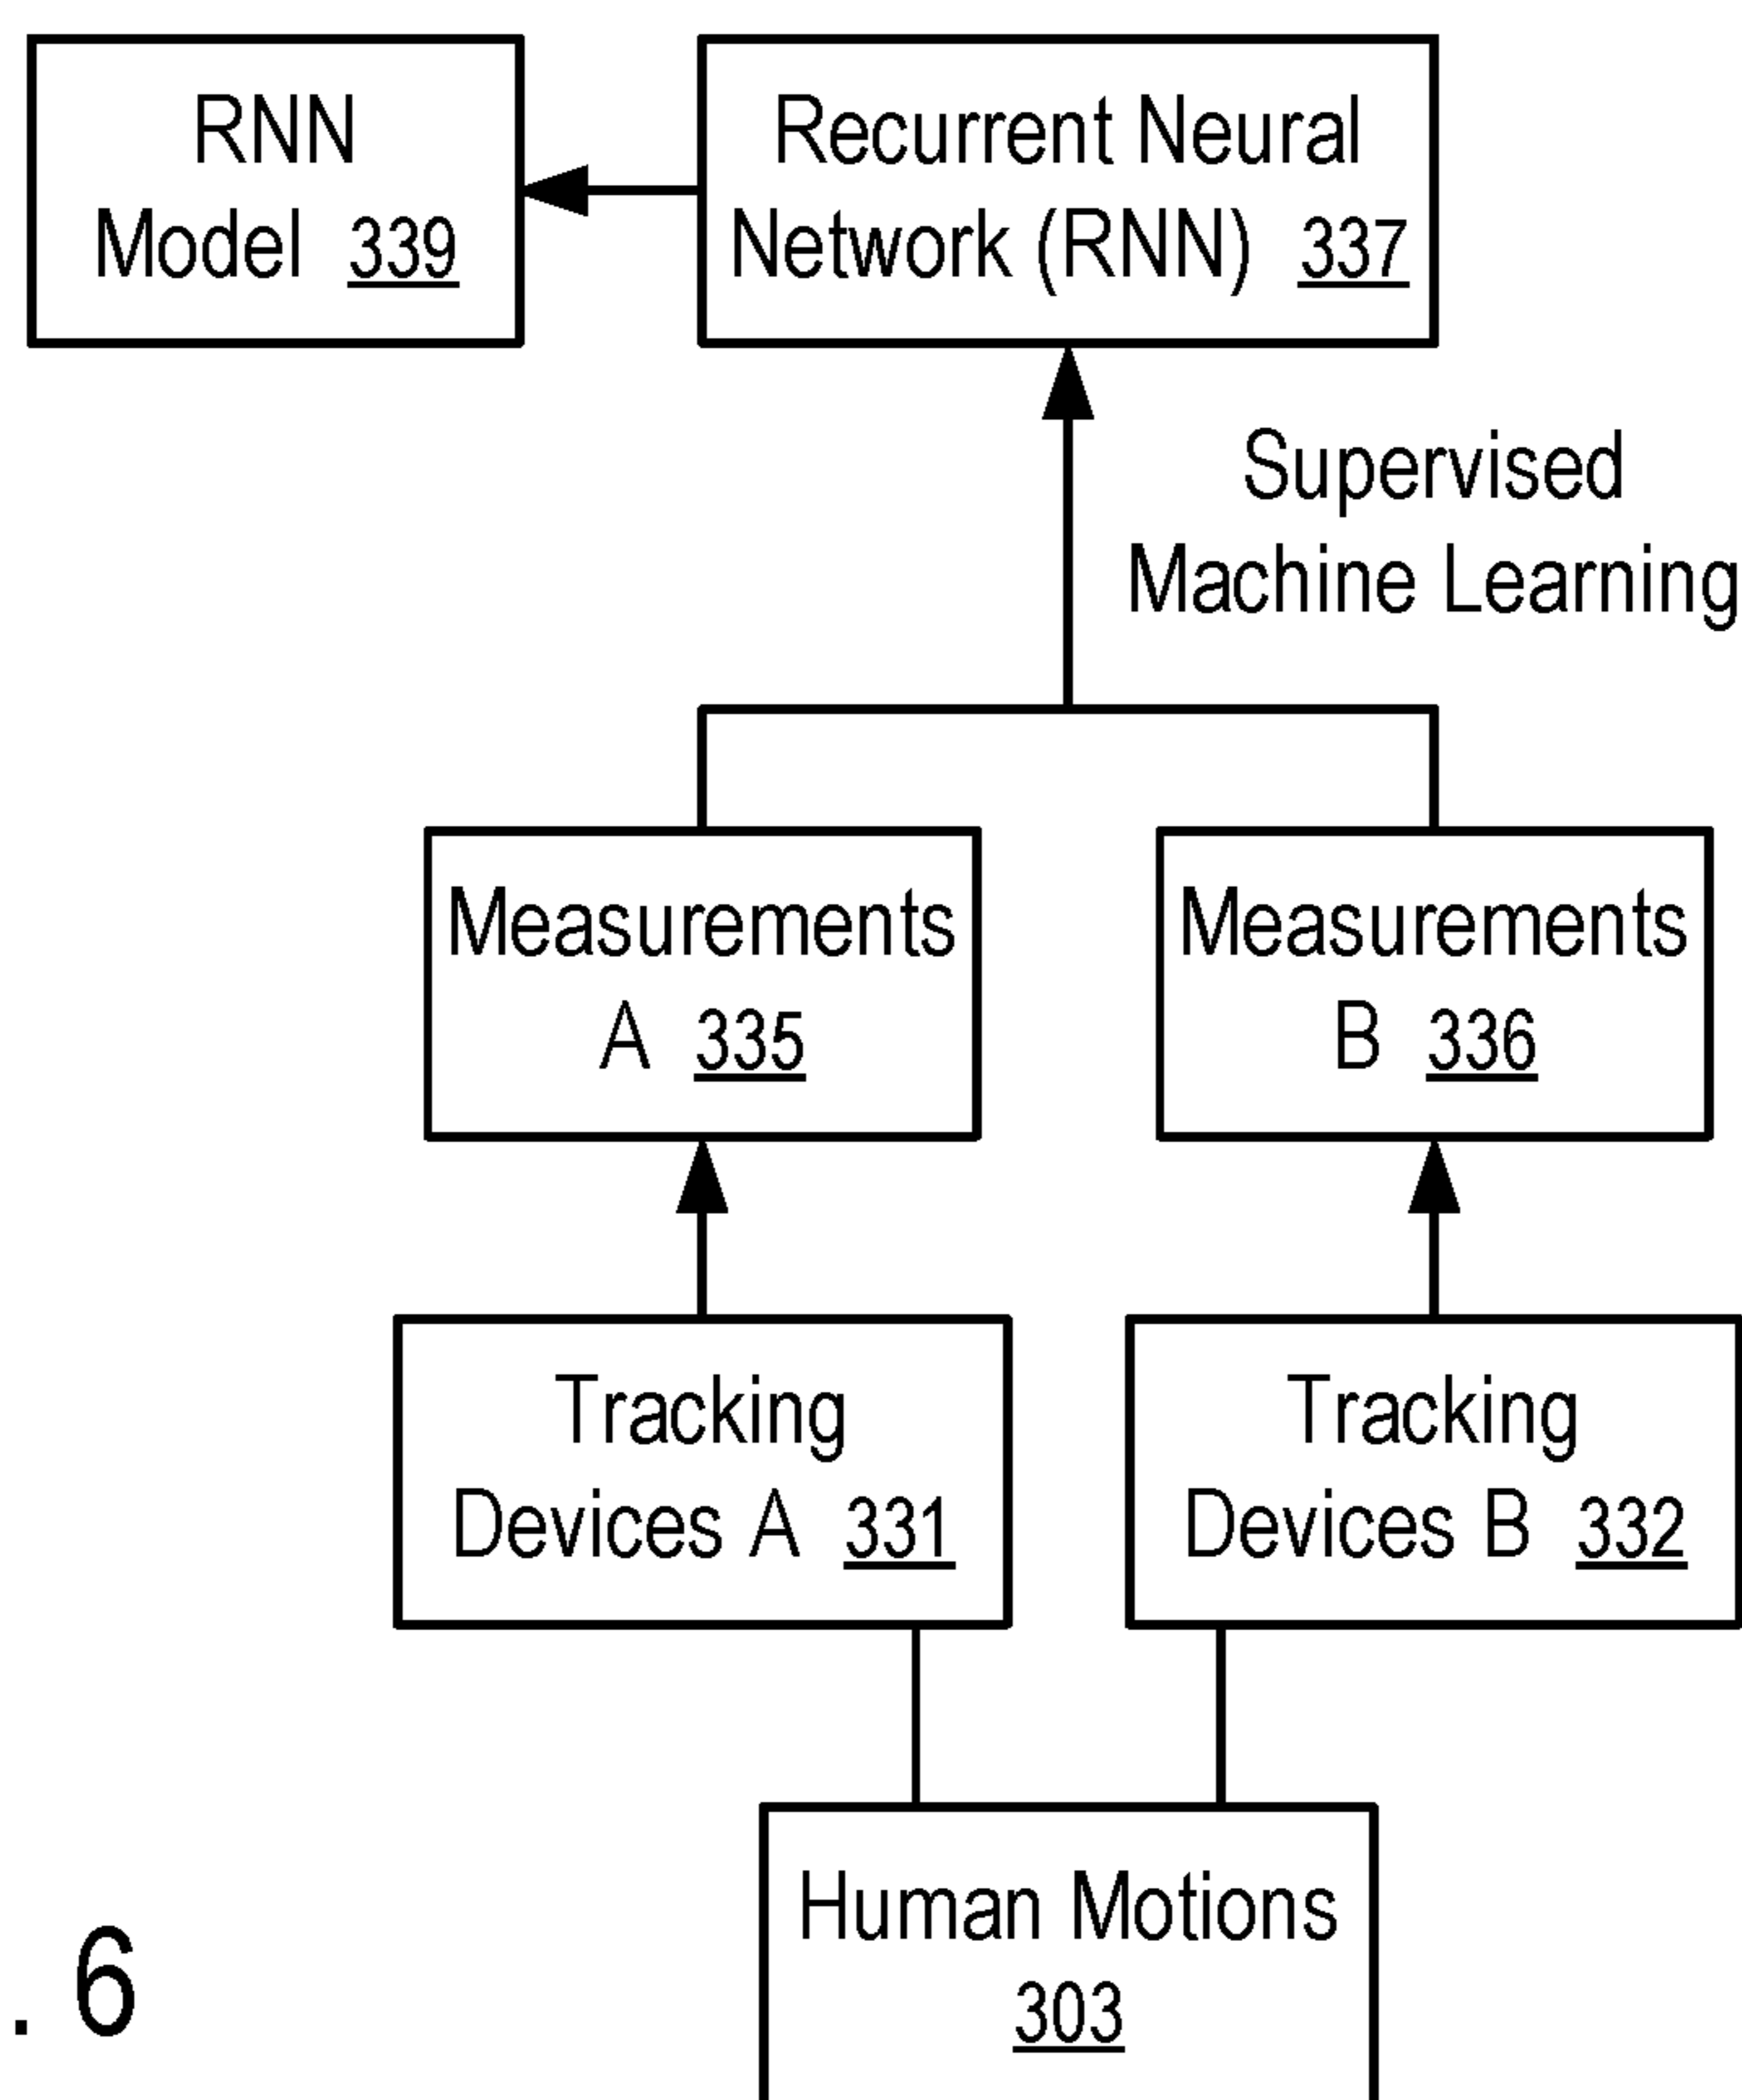 RNN
Model 339
Recurrent Neural
Network (RNN) 337
Supervised
Machine Learning
Measurements
A 335
Measurements
B 336
Tracking
Devices A 331
Tracking
Devices B 332
Human Motions
303
. 6